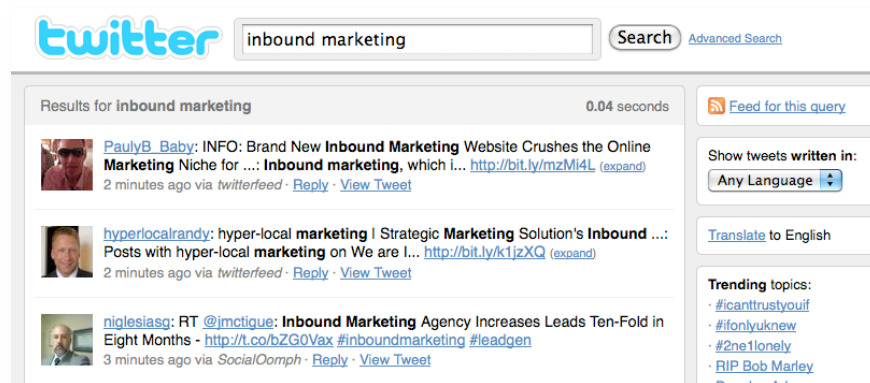 twitter
inbound marketing
Search
Advanced Search
Results for inbound marketing
0.04 seconds
PaulyB_Baby: INFO: Brand New Inbound Marketing Website Crushes the Online
Marketing Niche for ...: Inbound marketing, which i... http://bit.ly/mzMi4L (expand)
2 minutes ago via twitterfeed · Reply · View Tweet
hyperlocalrandy: hyper-local marketing | Strategic Marketing Solution's Inbound ...:
Posts with hyper-local marketing on We are I... http://bit.ly/k1jzXQ (expand)
2 minutes ago via twitterfeed · Reply · View Tweet
niglesiasg: RT @jmctigue: Inbound Marketing Agency Increases Leads Ten-Fold in
Eight Months - http://t.co/bZG0Vax #inboundmarketing #leadgen
3 minutes ago via SocialOomph · Reply · View Tweet
Feed for this query
Show tweets written in:
Any Language
Translate to English
Trending topics:
· #icanttrustyouif
· #ifonlyuknew
· #2ne1lonely
· RIP Bob Marley